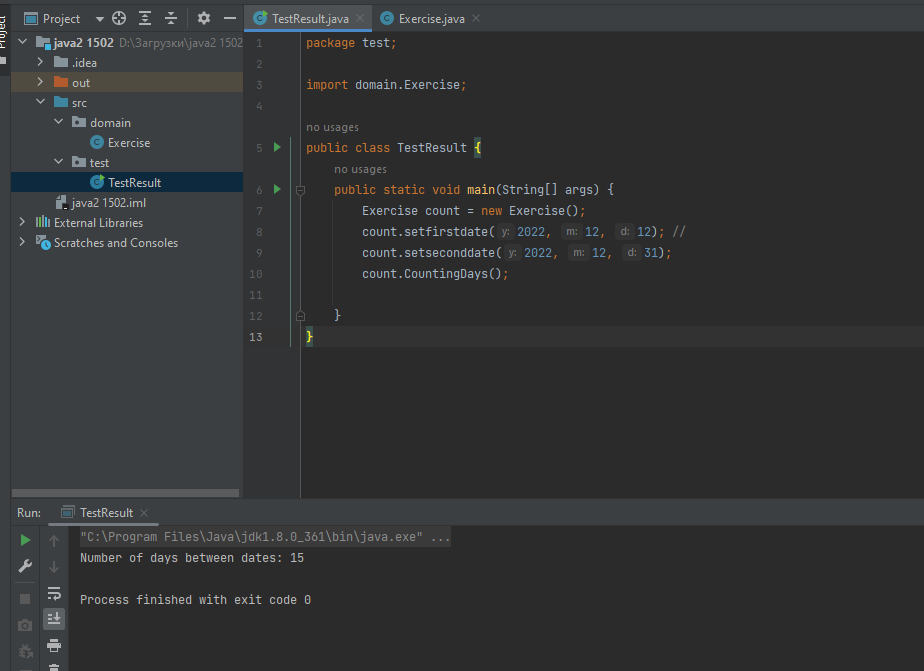 Project
TestResult.java
Exercise.java
Project
java2 1502 D:\Загрузки\java2 1502
.idea
out
src
domain
Exercise
test
TestResult
java2 1502.iml
External Libraries
Scratches and Consoles
1 package test;
2
3 import domain.Exercise;
4
no usages
5 public class TestResult {
no usages
6 public static void main(String[] args) {
7 Exercise count = new Exercise();
8 count.setfirstdate( y: 2022, m: 12, d: 12); //
9 count.setseconddate( y: 2022, m: 12, d: 31);
10 count.CountingDays();
11
12 }
13 }
Run: TestResult
"C:\Program Files\Java\jdk1.8.0_361\bin\java.exe" ...
Number of days between dates: 15
Process finished with exit code 0